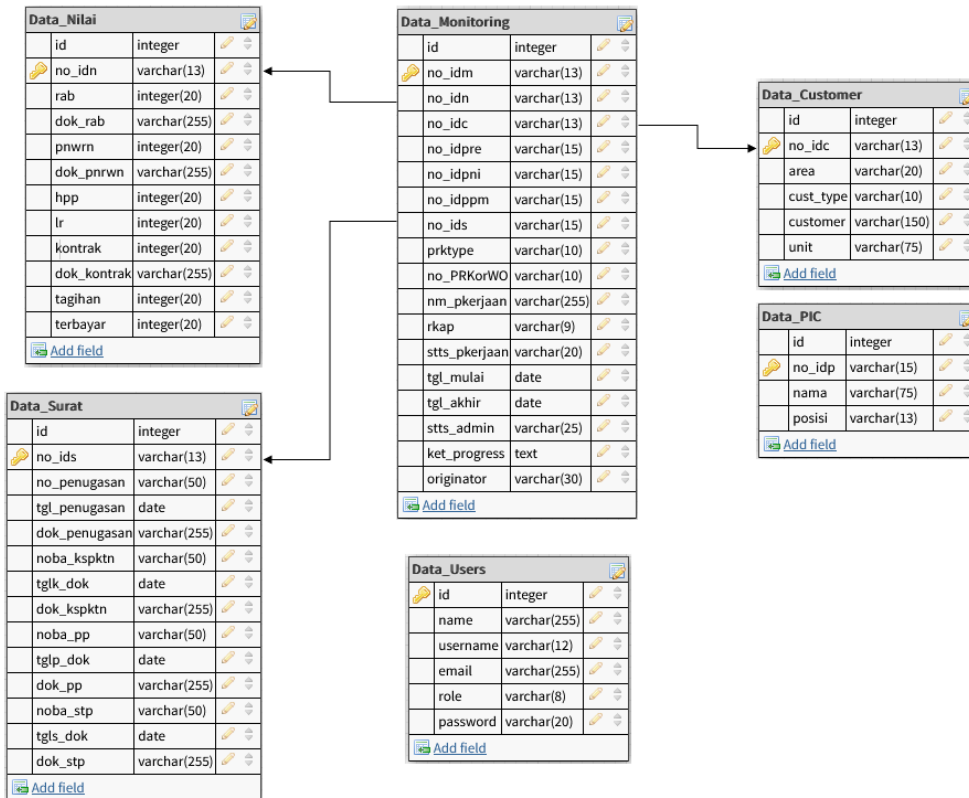 Data_Nilai
id integer
no_idn varchar(13)
rab integer(20)
dok_rab varchar(255)
pnwrn integer(20)
dok_pnrwn varchar(255)
hpp integer(20)
lr integer(20)
kontrak integer(20)
dok_kontrak varchar(255)
tagihan integer(20)
terbayar integer(20)
Add field
Data_Monitoring
id integer
no_idm varchar(13)
no_idn varchar(13)
no_idc varchar(13)
no_idpre varchar(15)
no_idpni varchar(15)
no_idppm varchar(15)
no_ids varchar(15)
prktype varchar(10)
no_PRKorWO varchar(10)
nm_pkerjaan varchar(255)
rkap varchar(9)
stts_pkerjaan varchar(20)
tgl_mulai date
tgl_akhir date
stts_admin varchar(25)
ket_progress text
originator varchar(30)
Add field
Data_Customer
id integer
no_idc varchar(13)
area varchar(20)
cust_type varchar(10)
customer varchar(150)
unit varchar(75)
Add field
Data_PIC
id integer
no_idp varchar(15)
nama varchar(75)
posisi varchar(13)
Add field
Data_Surat
id integer
no_ids varchar(13)
no_penugasan varchar(50)
tgl_penugasan date
dok_penugasan varchar(255)
noba_kspktn varchar(50)
tglk_dok date
dok_kspktn varchar(255)
noba_pp varchar(50)
tglp_dok date
dok_pp varchar(255)
noba_stp varchar(50)
tgls_dok date
dok_stp varchar(255)
Add field
Data_Users
id integer
name varchar(255)
username varchar(12)
email varchar(255)
role varchar(8)
password varchar(20)
Add field